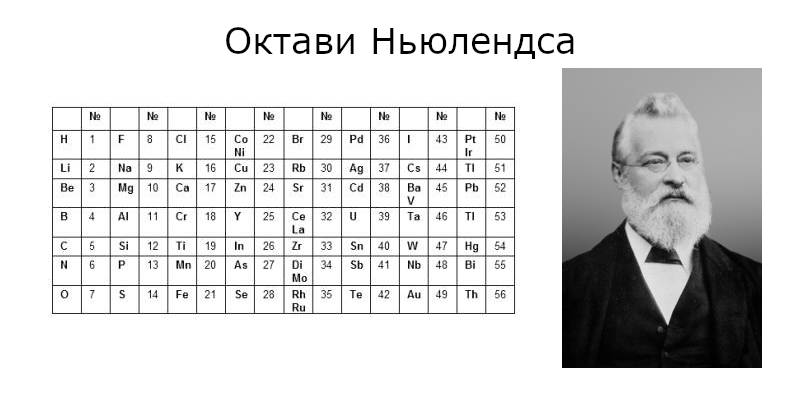 Октави Ньюлендса
№ № № № № № № №
H 1 F 8 Cl 15 Co Ni 22 Br 29 Pd 36 I 43 Pt Ir 50
Li 2 Na 9 K 16 Cu 23 Rb 30 Ag 37 Cs 44 Tl 51
Be 3 Mg 10 Ca 17 Zn 24 Sr 31 Cd 38 Ba V 45 Pb 52
B 4 Al 11 Cr 18 Y 25 Ce La 32 U 39 Ta 46 Tl 53
C 5 Si 12 Ti 19 In 26 Zr 33 Sn 40 W 47 Hg 54
N 6 P 13 Mn 20 As 27 Di Mo 34 Sb 41 Nb 48 Bi 55
O 7 S 14 Fe 21 Se 28 Rh Ru 35 Te 42 Au 49 Th 56